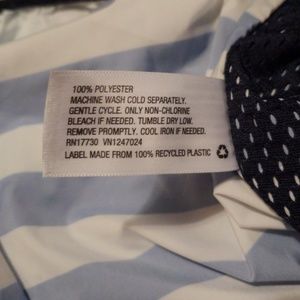 100% POLYESTER
MACHINE WASH COLD SEPARATELY.
GENTLE CYCLE. ONLY NON-CHLORINE
BLEACH IF NEEDED. TUMBLE DRY LOW.
REMOVE PROMPTLY. COOL IRON IF NEEDED.
RN17730 VN1247024
LABEL MADE FROM 100% RECYCLED PLASTIC